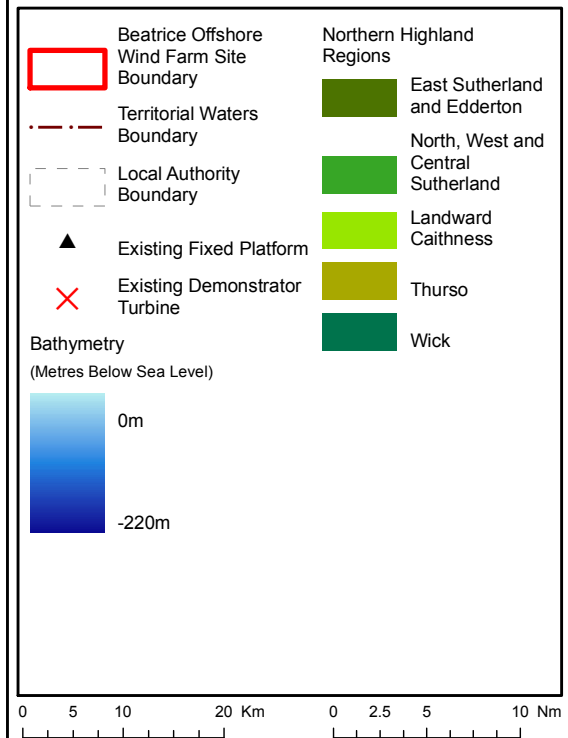 Beatrice Offshore
Wind Farm Site
Boundary
Territorial Waters
Boundary
Local Authority
Boundary
Existing Fixed Platform
Existing Demonstrator
Turbine
Bathymetry
(Metres Below Sea Level)
0m
-220m
Northern Highland
Regions
East Sutherland
and Edderton
North, West and
Central
Sutherland
Landward
Caithness
Thurso
Wick
0 5 10 20 Km
0 2.5 5 10 Nm